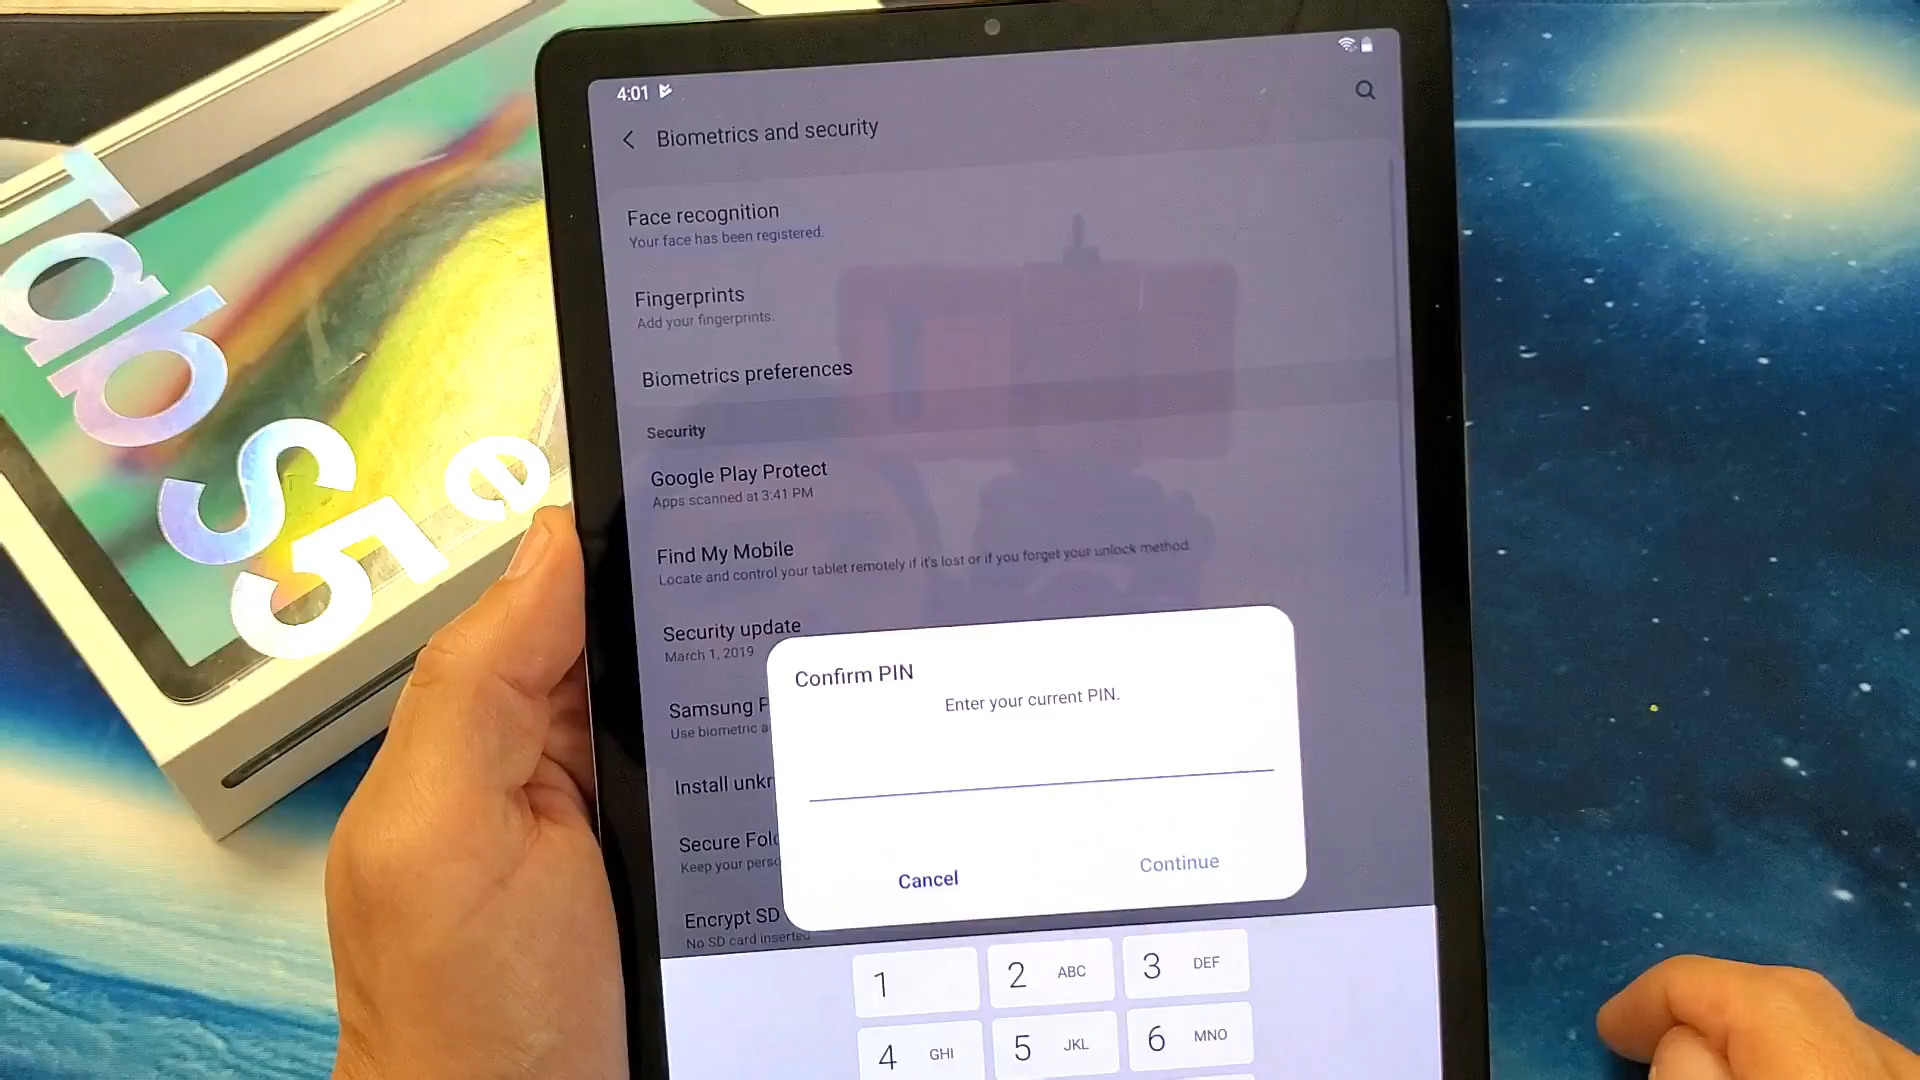 Tab S5e
4:01
Biometrics and security
Face recognition
Your face has been registered.
Fingerprints
Add your fingerprints.
Biometrics preferences
Security
Google Play Protect
Apps scanned at 3:41 PM
Find My Mobile
Locate and control your tablet remotely if it's lost or if you forget your unlock method.
Security update
March 1, 2019
Samsung
Use biometric
Install
Secure
Keep your
Encrypt SD
No SD card inserted
Confirm PIN
Enter your current PIN.
Cancel Continue
1 2 ABC 3 DEF
4 GHI 5 JKL 6 MNO